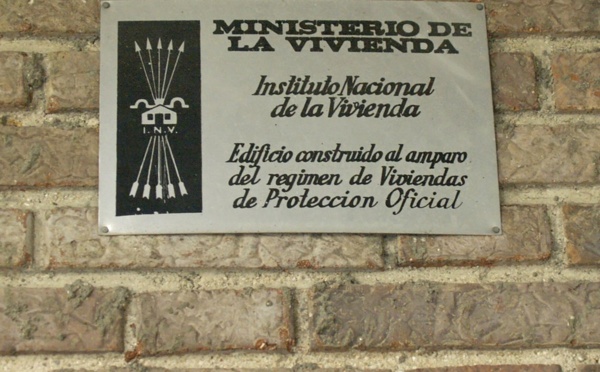 MINISTERIO DE
LA VIVIENDA
Instituto Nacional
de la Vivienda
I.N.V.
Edificio construido al amparo
del regimen de Viviendas
de Proteccion Oficial